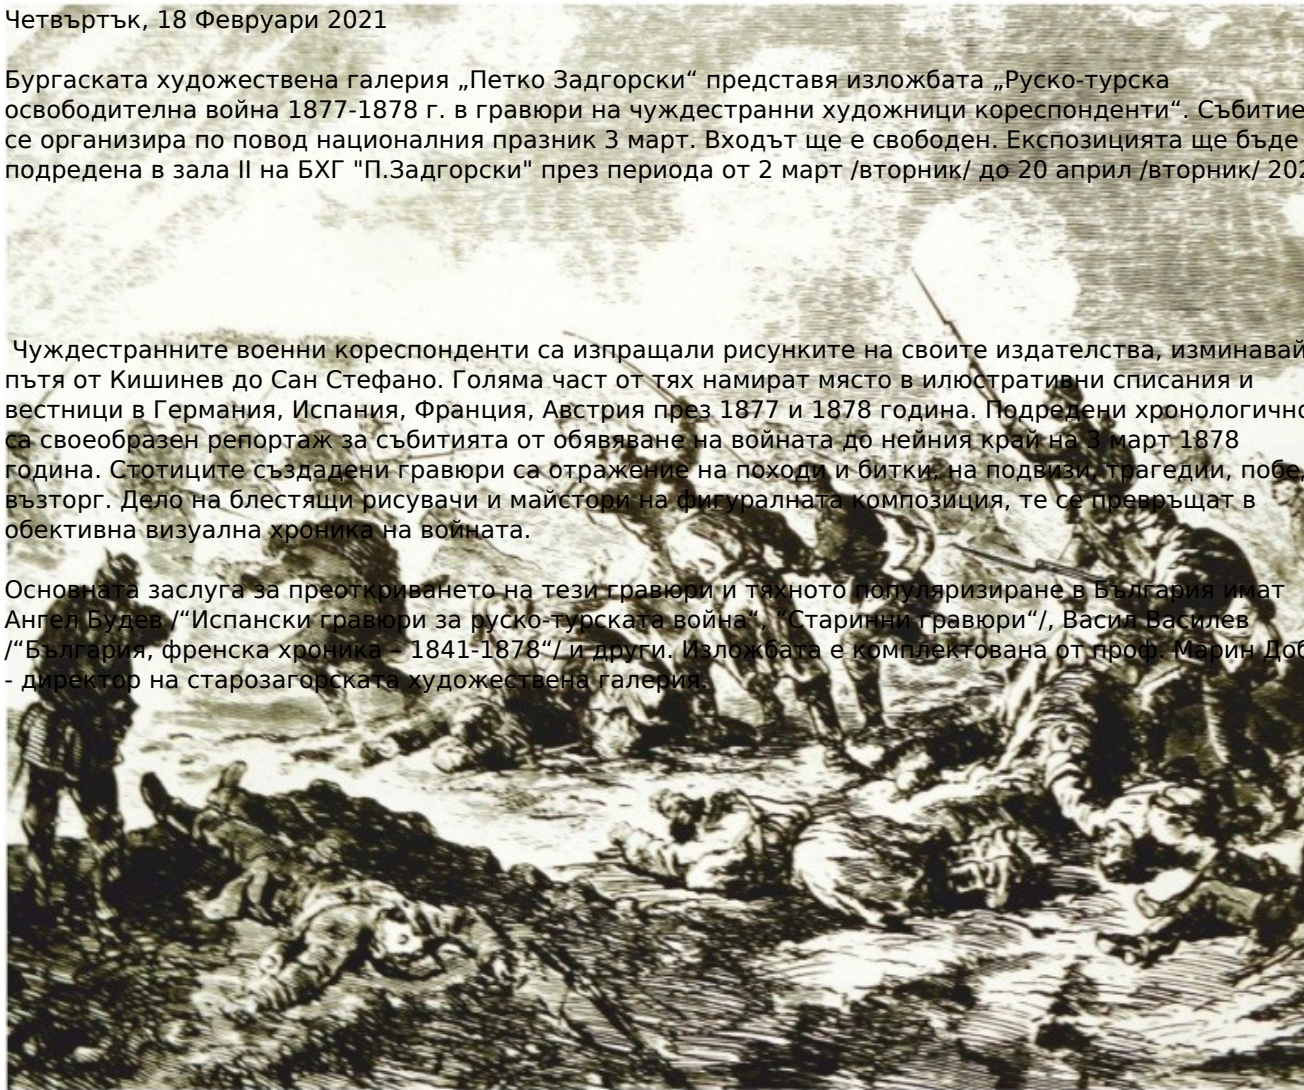 Четвъртък, 18 Февруари 2021
Бургаската художествена галерия „Петко Задгорски“ представя изложбата „Руско-турска
освободителна война 1877-1878 г. в гравюри на чуждестранни художници кореспонденти“. Събитие
се организира по повод националния празник 3 март. Входът ще е свободен. Експозицията ще бъде
подредена в зала II на БХГ "П.Задгорски" през периода от 2 март /вторник/ до 20 април /вторник/ 202
Чуждестранните военни кореспонденти са изпращали рисунките на своите издателства, изминавай
пътя от Кишинев до Сан Стефано. Голяма част от тях намират място в илюстративни списания и
вестници в Германия, Испания, Франция, Австрия през 1877 и 1878 година. Подредени хронологично
са своеобразен репортаж за събитията от обявяване на войната до нейния край на 3 март 1878
година. Стотиците създадени гравюри са отражение на походи и битки, на подвизи, трагедии, побе
възторг. Дело на блестящи рисувачи и майстори на фигуралната композиция, те се превръщат в
обективна визуална хроника на войната.
Основната заслуга за преоткриването на тези гравюри и тяхното популяризиране в България имат
Ангел Будев /“Испански гравюри за руско-турската война“, “Старинни гравюри“/, Васил Василев
/“България, френска хроника – 1841-1878“/ и други. Изложбата е комплектована от проф. Марин Доб
- директор на старозагорската художествена галерия.